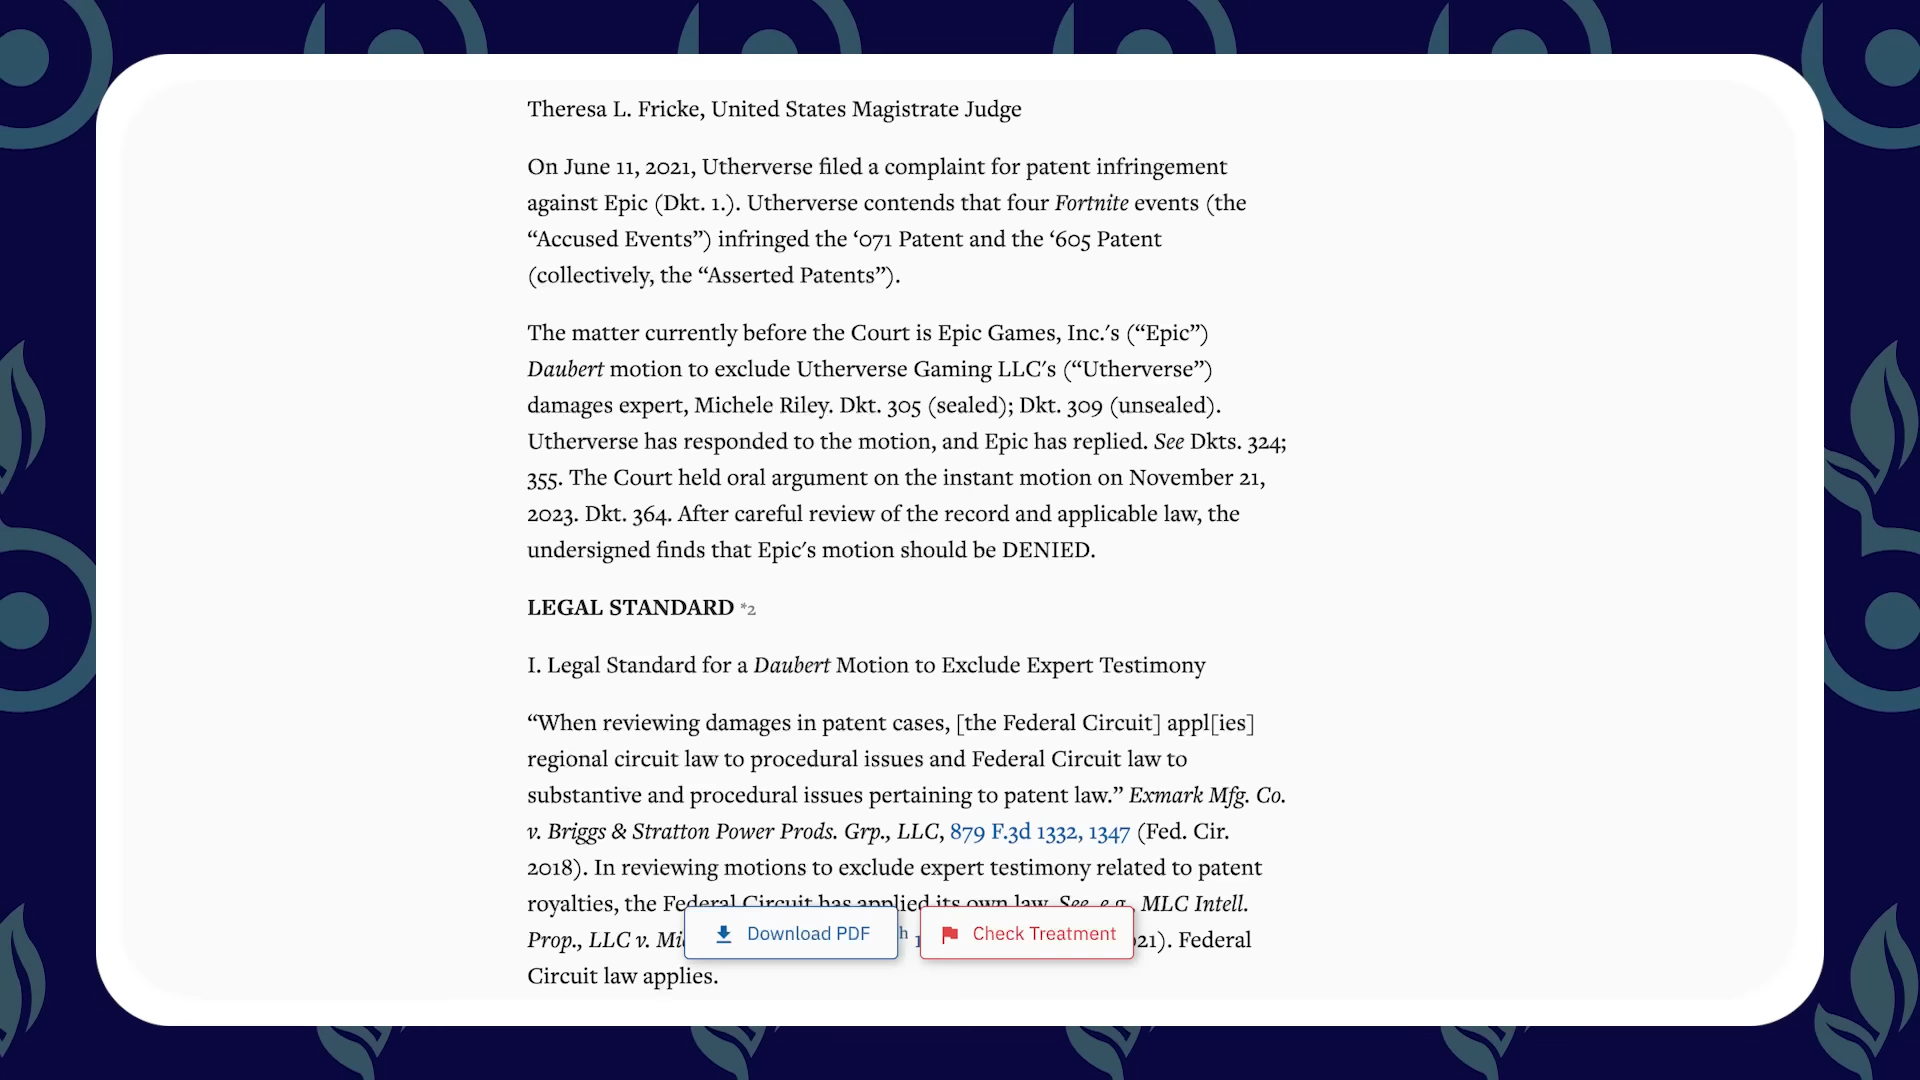 Theresa L. Fricke, United States Magistrate Judge
On June 11, 2021, Utherverse filed a complaint for patent infringement
against Epic (Dkt. 1.). Utherverse contends that four Fortnite events (the
“Accused Events”) infringed the ‘071 Patent and the ‘605 Patent
(collectively, the “Asserted Patents”).
The matter currently before the Court is Epic Games, Inc.'s (“Epic”)
Daubert motion to exclude Utherverse Gaming LLC's (“Utherverse”)
damages expert, Michele Riley. Dkt. 305 (sealed); Dkt. 309 (unsealed).
Utherverse has responded to the motion, and Epic has replied. See Dkts. 324;
355. The Court held oral argument on the instant motion on November 21,
2023. Dkt. 364. After careful review of the record and applicable law, the
undersigned finds that Epic's motion should be DENIED.
LEGAL STANDARD *2
I. Legal Standard for a Daubert Motion to Exclude Expert Testimony
“When reviewing damages in patent cases, [the Federal Circuit] appl[ies]
regional circuit law to procedural issues and Federal Circuit law to
substantive and procedural issues pertaining to patent law.” Exmark Mfg. Co.
v. Briggs & Stratton Power Prods. Grp., LLC, 879 F.3d 1332, 1347 (Fed. Cir.
2018). In reviewing motions to exclude expert testimony related to patent
royalties, the Federal Circuit has applied its own law. See, e.g., MLC Intell.
Prop., LLC v. 21). Federal
Download PDF
Check Treatment
Circuit law applies.